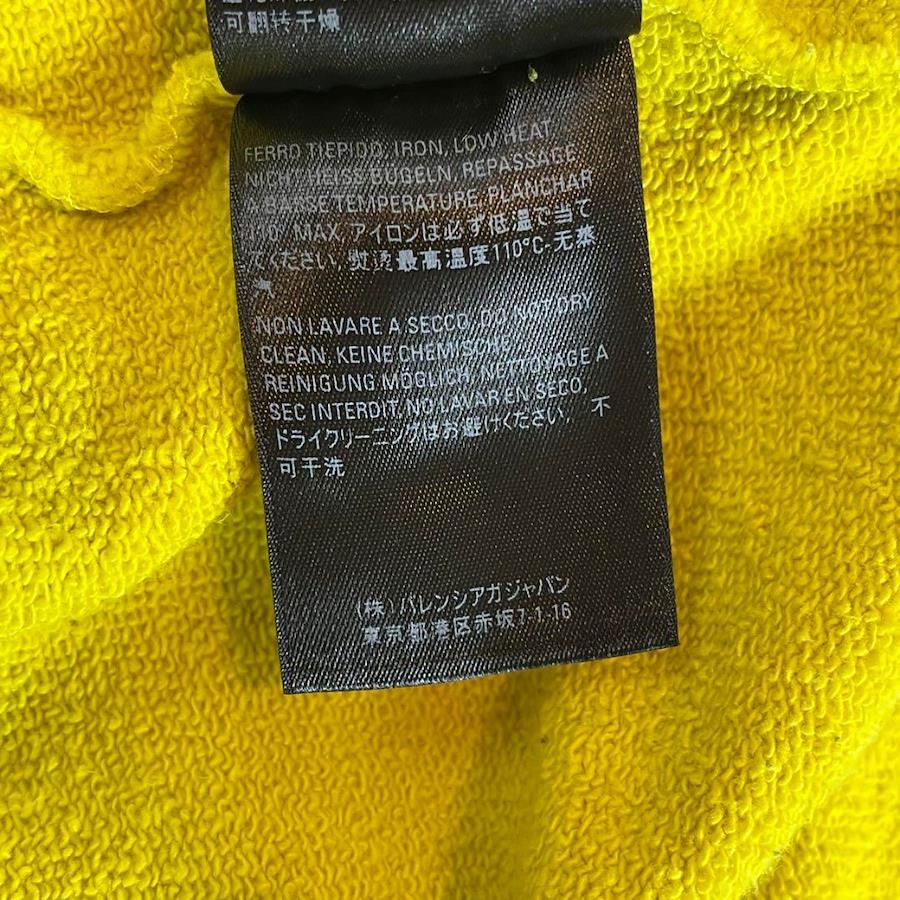 可翻转干燥
FERRO TIEPIDO, IRON, LOW HEAT,
NICHT HEISS BÜGELN, REPASSAGE
A BASSE TEMPERATURE, PLANCHAR
MAX, アイロンは必ず低温で当て
てください, 熨烫最高温度110°C-无蒸
汽
NON LAVARE A SECCO, DO NOT DRY
CLEAN, KEINE CHEMISCHE
REINIGUNG MÖGLICH, NETTOYAGE A
SEC INTERDIT, NO LAVAR EN SECO,
ドライクリーニングはお避けください, 不
可干洗
(株)バレンシアガジャパン
東京都港区赤坂7-1-16